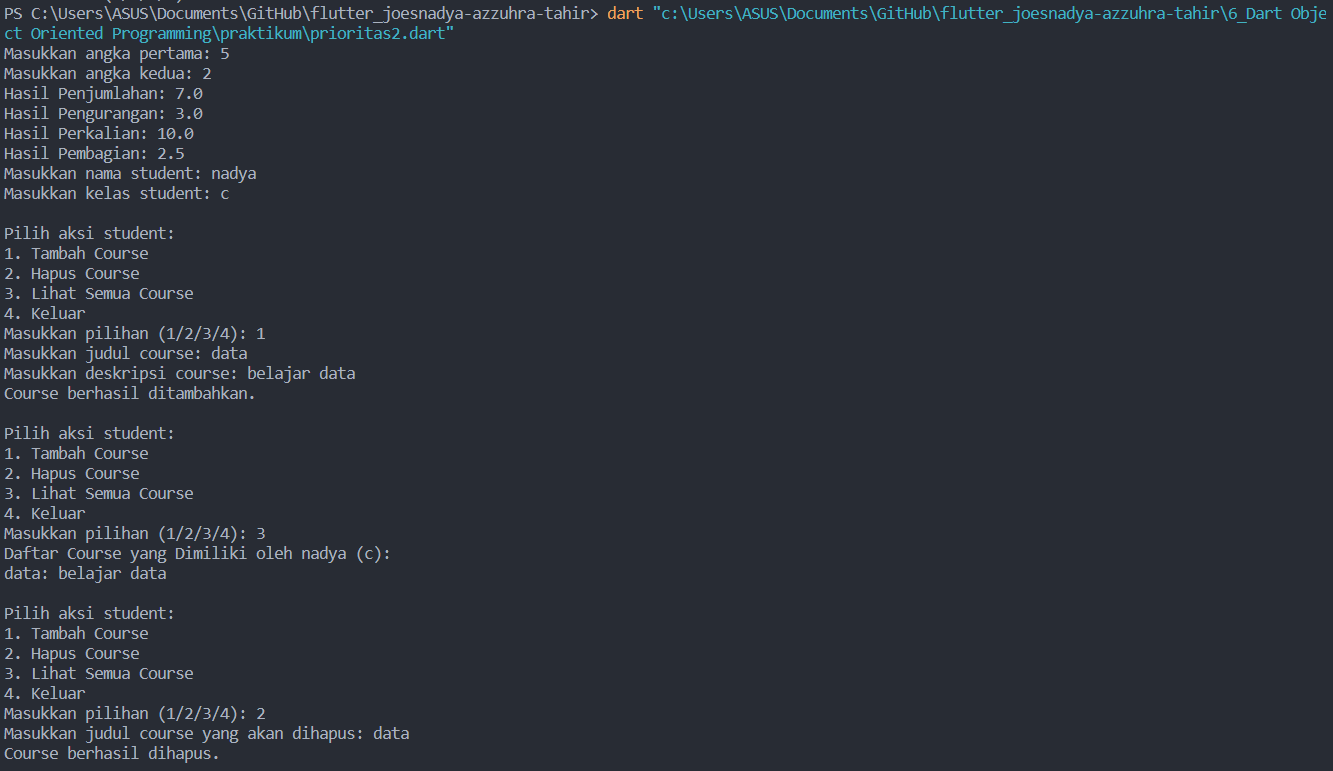 PS C:\Users\ASUS\Documents\GitHub\flutter_joesnadya-azzuhra-tahir> dart "c:\Users\ASUS\Documents\GitHub\flutter_joesnadya-azzuhra-tahir\6_Dart Obje
ct Oriented Programming\praktikum\prioritas2.dart"
Masukkan angka pertama: 5
Masukkan angka kedua: 2
Hasil Penjumlahan: 7.0
Hasil Pengurangan: 3.0
Hasil Perkalian: 10.0
Hasil Pembagian: 2.5
Masukkan nama student: nadya
Masukkan kelas student: c

Pilih aksi student:
1. Tambah Course
2. Hapus Course
3. Lihat Semua Course
4. Keluar
Masukkan pilihan (1/2/3/4): 1
Masukkan judul course: data
Masukkan deskripsi course: belajar data
Course berhasil ditambahkan.

Pilih aksi student:
1. Tambah Course
2. Hapus Course
3. Lihat Semua Course
4. Keluar
Masukkan pilihan (1/2/3/4): 3
Daftar Course yang Dimiliki oleh nadya (c):
data: belajar data

Pilih aksi student:
1. Tambah Course
2. Hapus Course
3. Lihat Semua Course
4. Keluar
Masukkan pilihan (1/2/3/4): 2
Masukkan judul course yang akan dihapus: data
Course berhasil dihapus.